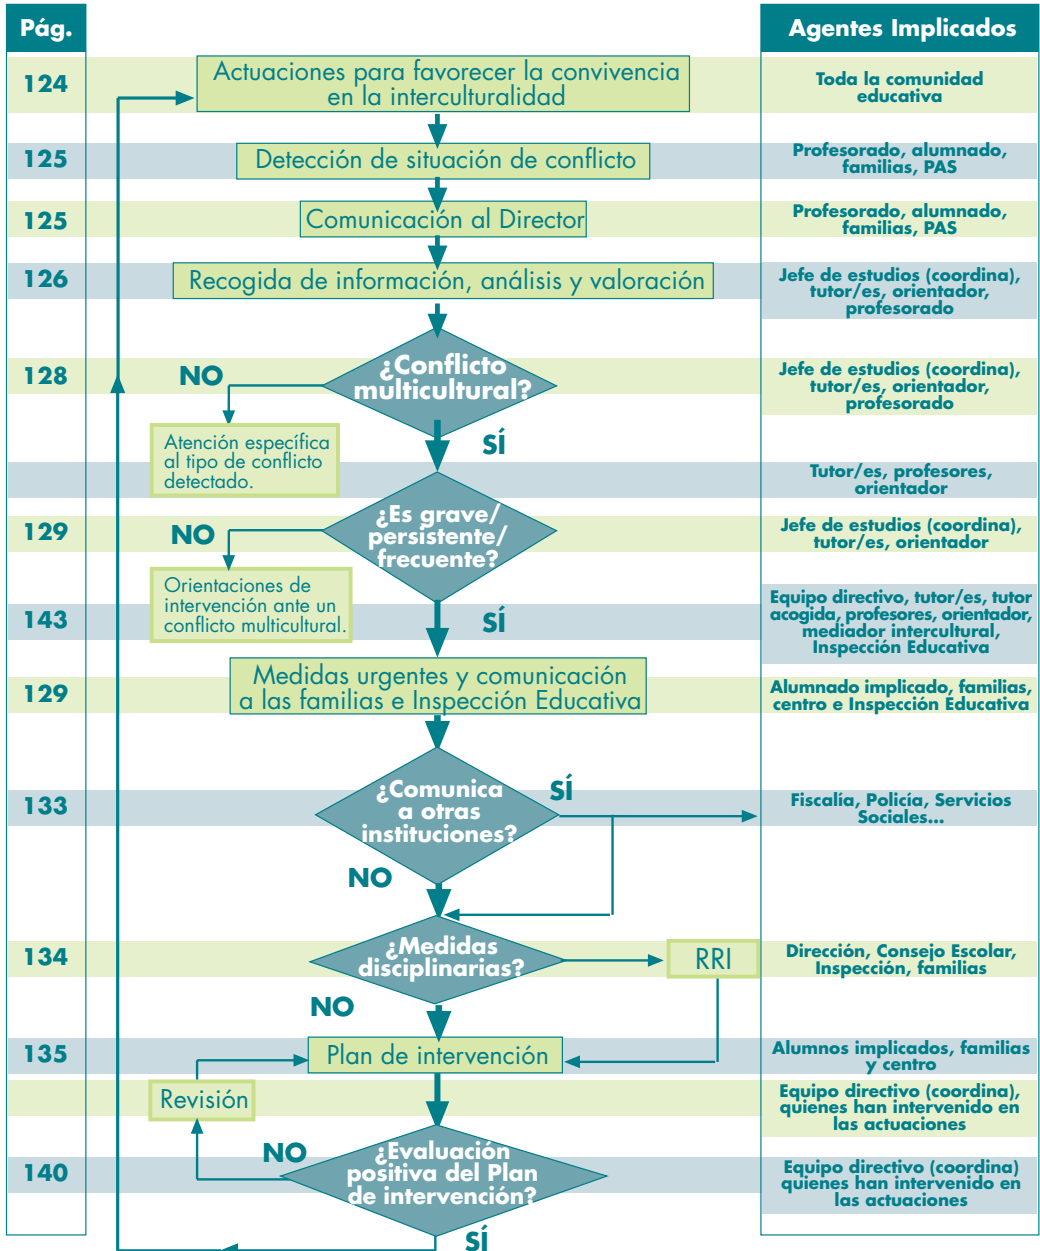 Pág.
Agentes Implicados
124
Actuaciones para favorecer la convivencia
en la interculturalidad
Toda la comunidad
educativa
125
Detección de situación de conflicto
Profesorado, alumnado,
familias, PAS
125
Comunicación al Director
Profesorado, alumnado,
familias, PAS
126
Recogida de información, análisis y valoración
Jefe de estudios (coordina),
tutor/es, orientador,
profesorado
128
NO
¿Conflicto
multicultural?
Jefe de estudios (coordina),
tutor/es, orientador,
profesorado
SÍ
Atención específica
al tipo de conflicto
detectado.
Tutor/es, profesores,
orientador
129
NO
¿Es grave/
persistente/
frecuente?
Jefe de estudios (coordina),
tutor/es, orientador
Orientaciones de
intervención ante un
conflicto multicultural.
143
SÍ
Equipo directivo, tutor/es, tutor
acogida, profesores, orientador,
mediador intercultural,
Inspección Educativa
129
Medidas urgentes y comunicación
a las familias e Inspección Educativa
Alumnado implicado, familias,
centro e Inspección Educativa
133
¿Comunica
a otras
instituciones?
SÍ
Fiscalía, Policía, Servicios
Sociales...
NO
134
¿Medidas
disciplinarias?
RRI
Dirección, Consejo Escolar,
Inspección, familias
NO
135
Plan de intervención
Alumnos implicados, familias
y centro
Revisión
Equipo directivo (coordina),
quienes han intervenido en
las actuaciones
140
NO
¿Evaluación
positiva del Plan
de intervención?
Equipo directivo (coordina)
quienes han intervenido en
las actuaciones
SÍ